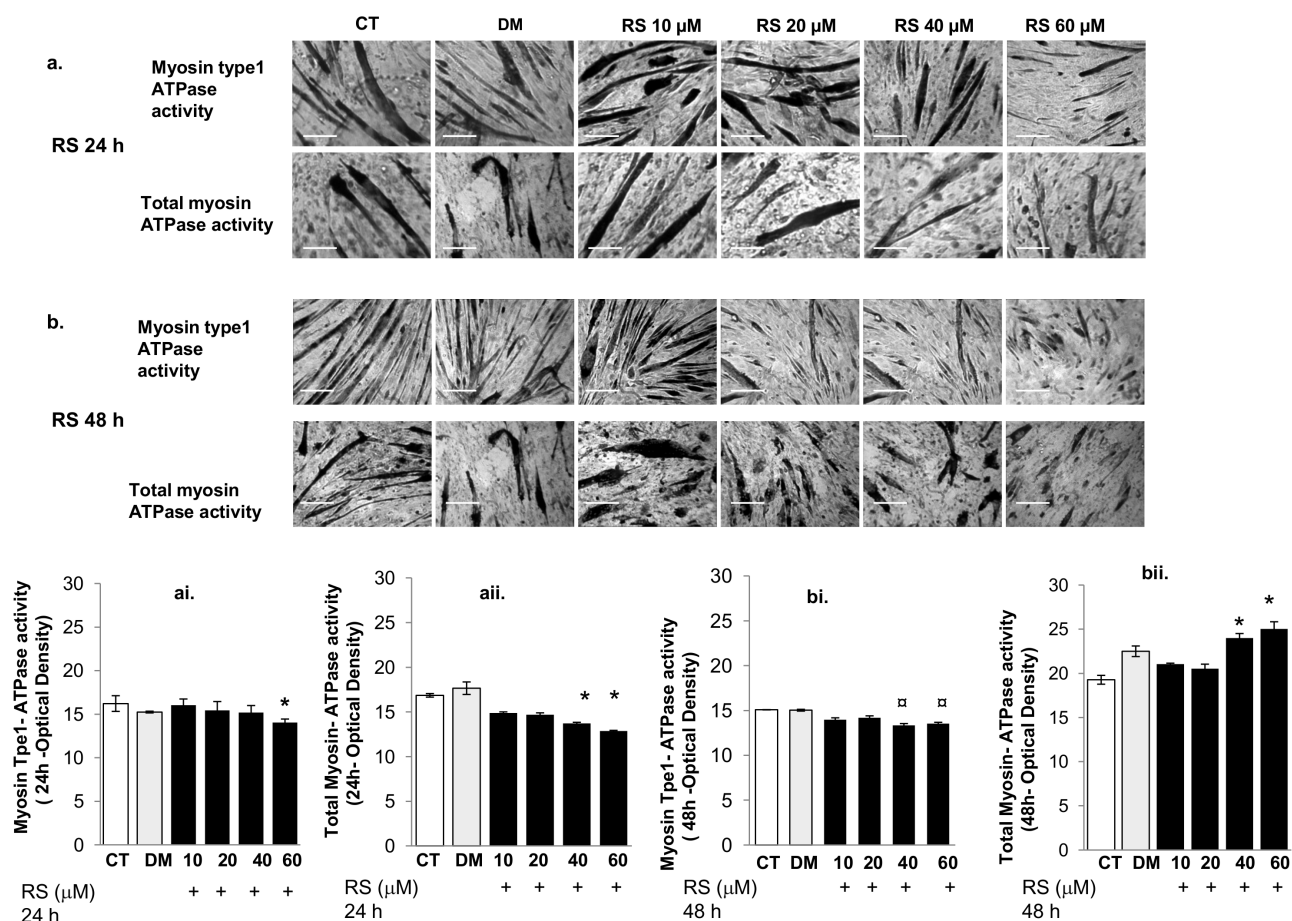 CT DM RS 10 µM RS 20 µM RS 40 µM RS 60 µM
a.
Myosin type1
ATPase
activity
RS 24 h
Total myosin
ATPase activity
b.
Myosin type1
ATPase
activity
RS 48 h
Total myosin
ATPase activity
ai.
Myosin Tpe1- ATPase activity
( 24h -Optical Density)
30
25
20
15
10
5
0
*
CT DM 10 20 40 60
RS (µM) + + + +
24 h
aii.
Total Myosin- ATPase activity
(24h- Optical Density)
30
25
20
15
10
5
0
* *
CT DM 10 20 40 60
RS (µM) + + + +
24 h
bi.
Myosin Tpe1- ATPase activity
( 48h -Optical Density)
30
25
20
15
10
5
0
¤ ¤
CT DM 10 20 40 60
RS (µM) + + + +
48 h
bii.
Total Myosin- ATPase activity
(48h- Optical Density)
30
25
20
15
10
5
0
* *
CT DM 10 20 40 60
RS (µM) + + + +
48 h